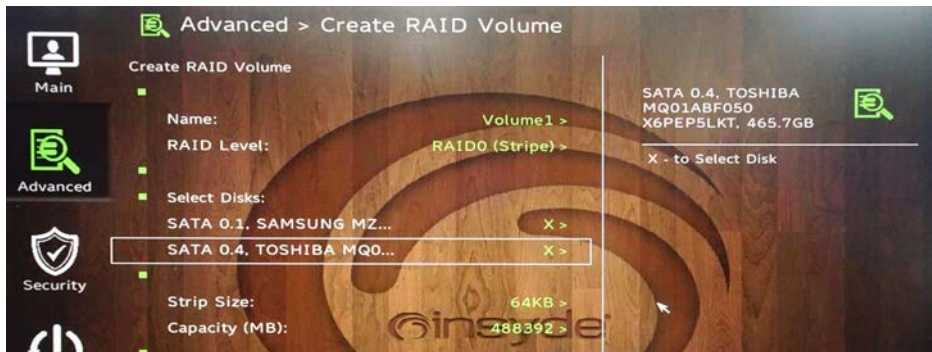 Advanced > Create RAID Volume
Main
Create RAID Volume
Name: Volume1 >
RAID Level: RAID0 (Stripe) >
Advanced
Select Disks:
SATA 0.1, SAMSUNG MZ... X >
SATA 0.4, TOSHIBA MQ0... X >
Security
Strip Size: 64KB >
Capacity (MB): 488392 >
insyde
SATA 0.4, TOSHIBA
MQ01ABF050
X6PEP5LKT, 465.7GB
X - to Select Disk